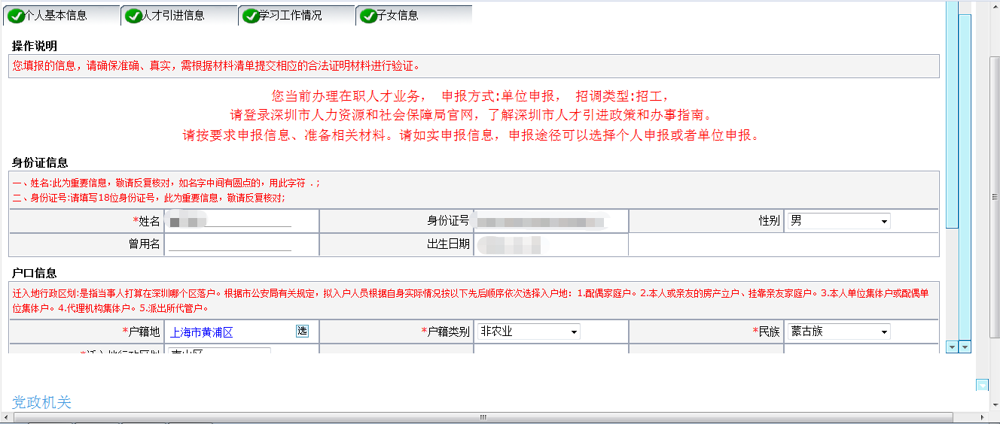 个人基本信息 人才引进信息 学习工作情况 子女信息
操作说明
您填报的信息，请确保准确、真实，需根据材料清单提交相应的合法证明材料进行验证。
您当前办理在职人才业务， 申报方式:单位申报， 招调类型:招工，
请登录深圳市人力资源和社会保障局官网，了解深圳市人才引进政策和办事指南。
请按要求申报信息、准备相关材料。请如实申报信息，申报途径可以选择个人申报或者单位申报。
身份证信息
一、姓名:此为重要信息，敬请反复核对，如名字中间有圆点的，用此字符 . ;
二、身份证号:请填写18位身份证号，此为重要信息，敬请反复核对;
*姓名 身份证号 性别 男
曾用名 出生日期
户口信息
迁入地行政区划:是指当事人打算在深圳哪个区落户。根据市公安局有关规定，拟入户人员根据自身实际情况按以下先后顺序依次选择入户地：1.配偶家庭户。2.本人或亲友的房产立户、挂靠亲友家庭户。3.本人单位集体户或配偶单
位集体户。4.代理机构集体户。5.派出所代管户。
*户籍地 上海市黄浦区 选 *户籍类别 非农业 *民族 蒙古族
*迁入地行政区划 南山区
党政机关